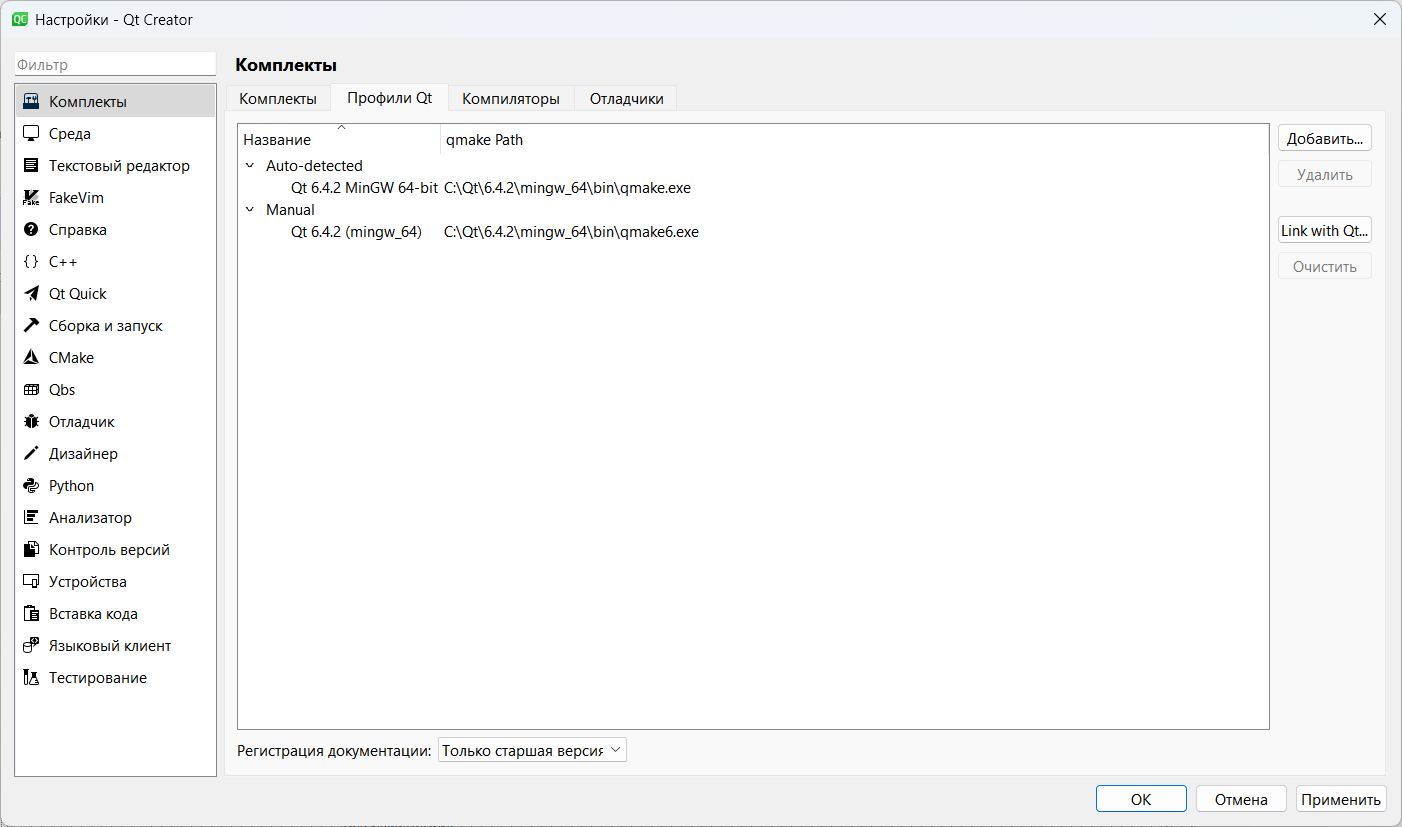 Настройки - Qt Creator
Фильтр
Комплекты
Среда
Текстовый редактор
FakeVim
Справка
C++
Qt Quick
Сборка и запуск
CMake
Qbs
Отладчик
Дизайнер
Python
Анализатор
Контроль версий
Устройства
Вставка кода
Языковый клиент
Тестирование
Комплекты
Комплекты Профили Qt Компиляторы Отладчики
Название qmake Path
Auto-detected
Qt 6.4.2 MinGW 64-bit C:\Qt\6.4.2\mingw_64\bin\qmake.exe
Manual
Qt 6.4.2 (mingw_64) C:\Qt\6.4.2\mingw_64\bin\qmake6.exe
Добавить...
Удалить
Link with Qt...
Очистить
Регистрация документации: Только старшая версия
OK Отмена Применить